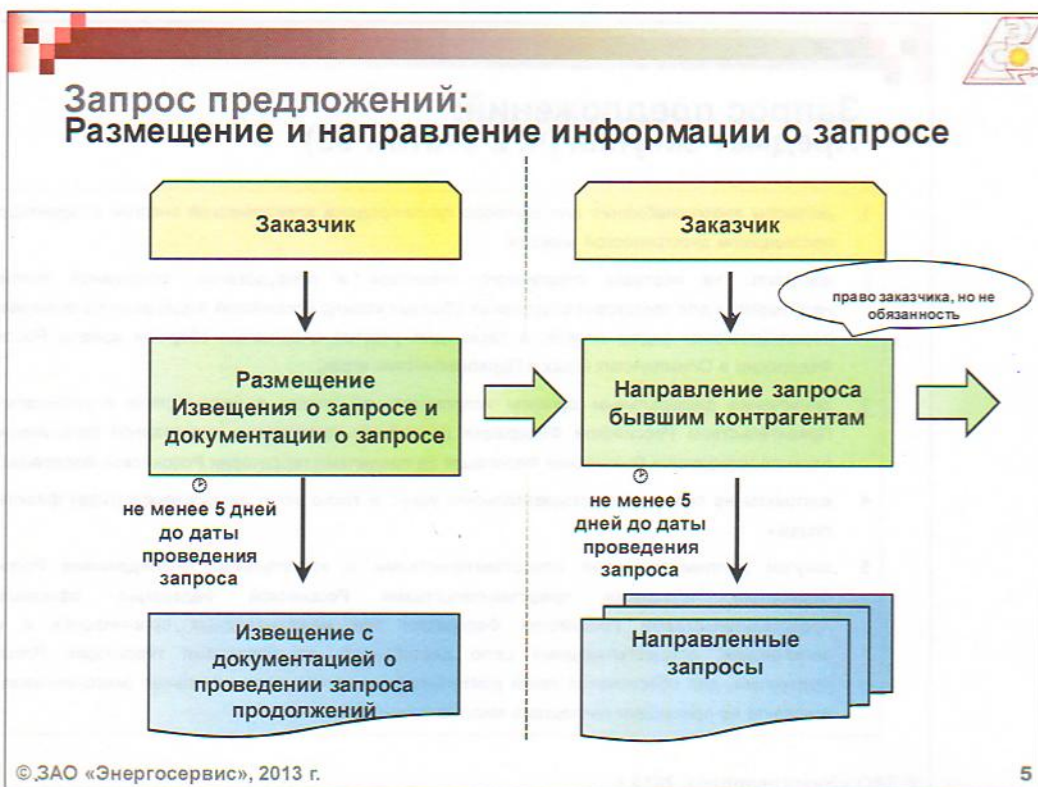 Запрос предложений:
Размещение и направление информации о запросе
Заказчик
Размещение
Извещения о запросе и
документации о запросе
не менее 5 дней
до даты
проведения
запроса
Извещение с
документацией о
проведении запроса
продолжений
Заказчик
право заказчика, но не
обязанность
Направление запроса
бывшим контрагентам
не менее 5
дней до даты
проведения
запроса
Направленные
запросы
© ЗАО «Энергосервис», 2013 г.
5